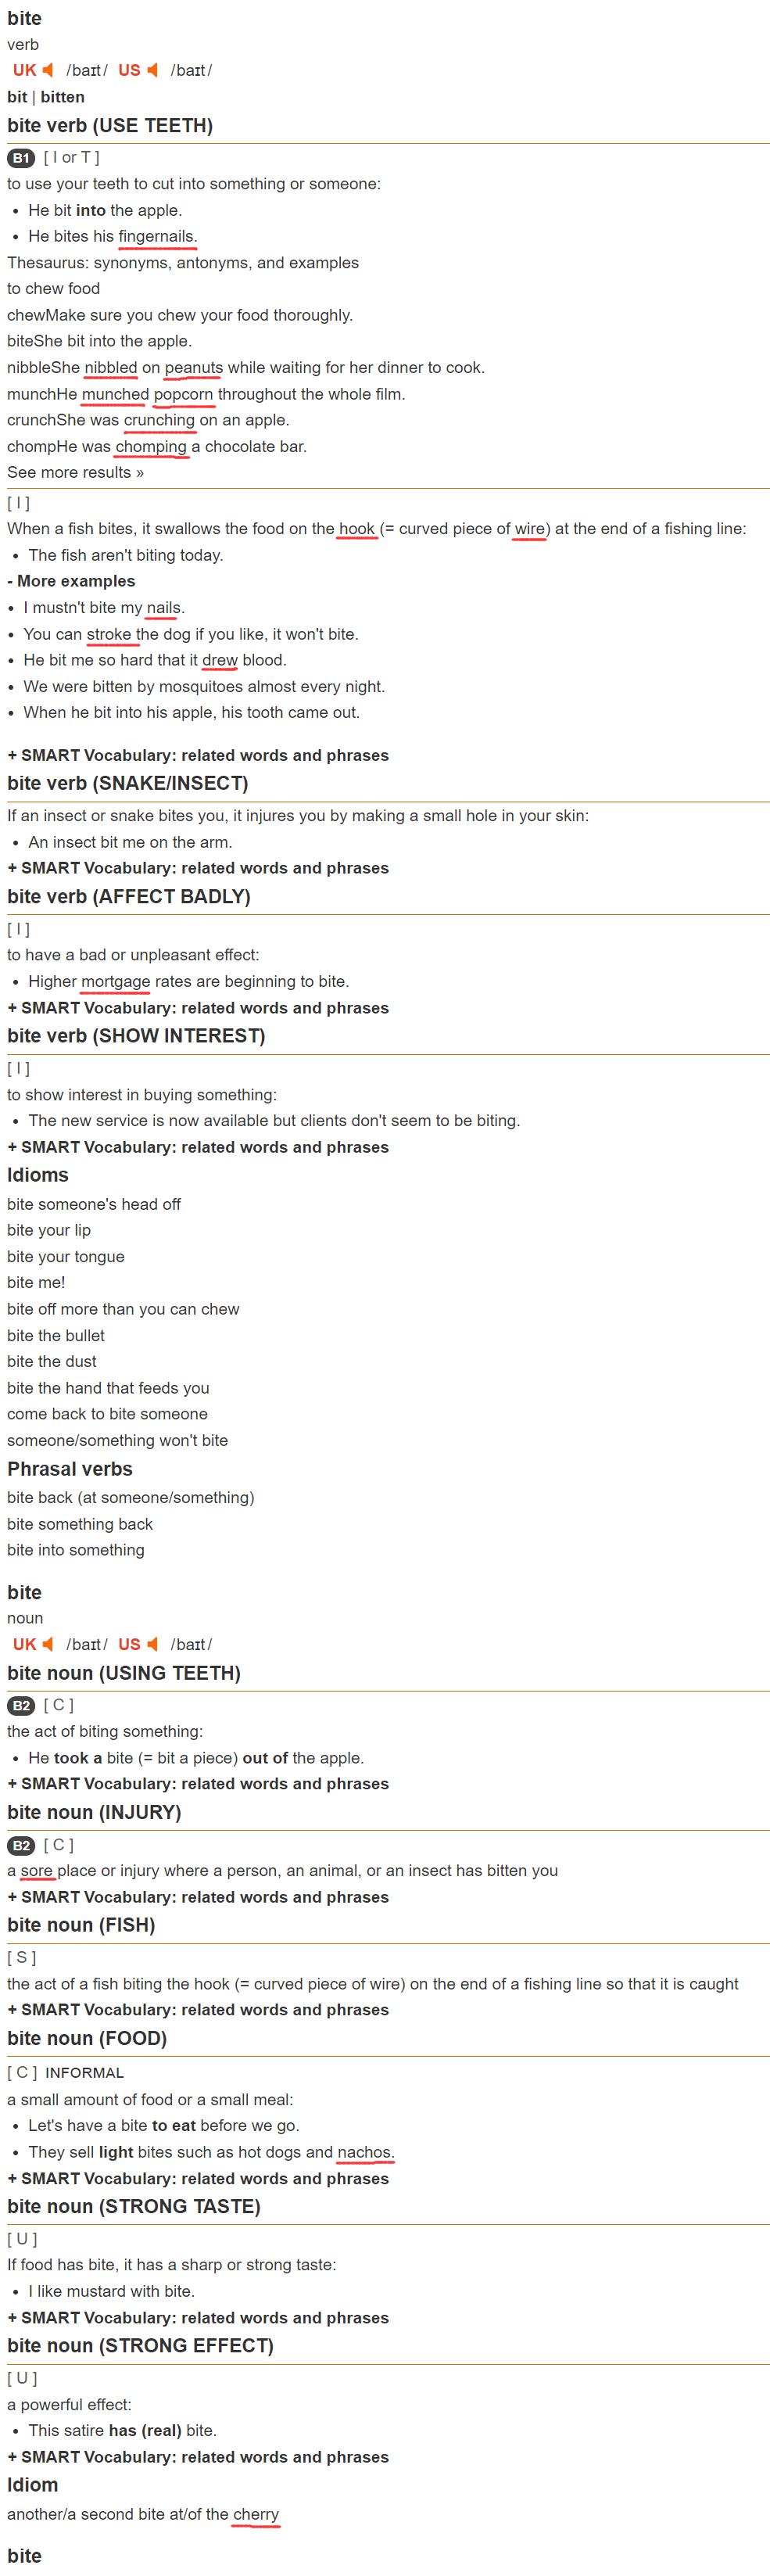 bite
verb
UK /baɪt/ US /baɪt/
bit | bitten
bite verb (USE TEETH)
B1 [ I or T ]
to use your teeth to cut into something or someone:
• He bit into the apple.
• He bites his fingernails.
Thesaurus: synonyms, antonyms, and examples
to chew food
chewMake sure you chew your food thoroughly.
biteShe bit into the apple.
nibbleShe nibbled on peanuts while waiting for her dinner to cook.
munchHe munched popcorn throughout the whole film.
crunchShe was crunching on an apple.
chompHe was chomping a chocolate bar.
See more results »
[ I ]
When a fish bites, it swallows the food on the hook (= curved piece of wire) at the end of a fishing line:
• The fish aren't biting today.
- More examples
• I mustn't bite my nails.
• You can stroke the dog if you like, it won't bite.
• He bit me so hard that it drew blood.
• We were bitten by mosquitoes almost every night.
• When he bit into his apple, his tooth came out.
+ SMART Vocabulary: related words and phrases
bite verb (SNAKE/INSECT)
If an insect or snake bites you, it injures you by making a small hole in your skin:
• An insect bit me on the arm.
+ SMART Vocabulary: related words and phrases
bite verb (AFFECT BADLY)
[ I ]
to have a bad or unpleasant effect:
• Higher mortgage rates are beginning to bite.
+ SMART Vocabulary: related words and phrases
bite verb (SHOW INTEREST)
[ I ]
to show interest in buying something:
• The new service is now available but clients don't seem to be biting.
+ SMART Vocabulary: related words and phrases
Idioms
bite someone's head off
bite your lip
bite your tongue
bite me!
bite off more than you can chew
bite the bullet
bite the dust
bite the hand that feeds you
come back to bite someone
someone/something won't bite
Phrasal verbs
bite back (at someone/something)
bite something back
bite into something
bite
noun
UK /baɪt/ US /baɪt/
bite noun (USING TEETH)
B2 [ C ]
the act of biting something:
• He took a bite (= bit a piece) out of the apple.
+ SMART Vocabulary: related words and phrases
bite noun (INJURY)
B2 [ C ]
a sore place or injury where a person, an animal, or an insect has bitten you
+ SMART Vocabulary: related words and phrases
bite noun (FISH)
[ S ]
the act of a fish biting the hook (= curved piece of wire) on the end of a fishing line so that it is caught
+ SMART Vocabulary: related words and phrases
bite noun (FOOD)
[ C ] INFORMAL
a small amount of food or a small meal:
• Let's have a bite to eat before we go.
• They sell light bites such as hot dogs and nachos.
+ SMART Vocabulary: related words and phrases
bite noun (STRONG TASTE)
[ U ]
If food has bite, it has a sharp or strong taste:
• I like mustard with bite.
+ SMART Vocabulary: related words and phrases
bite noun (STRONG EFFECT)
[ U ]
a powerful effect:
• This satire has (real) bite.
+ SMART Vocabulary: related words and phrases
Idiom
another/a second bite at/of the cherry
bite